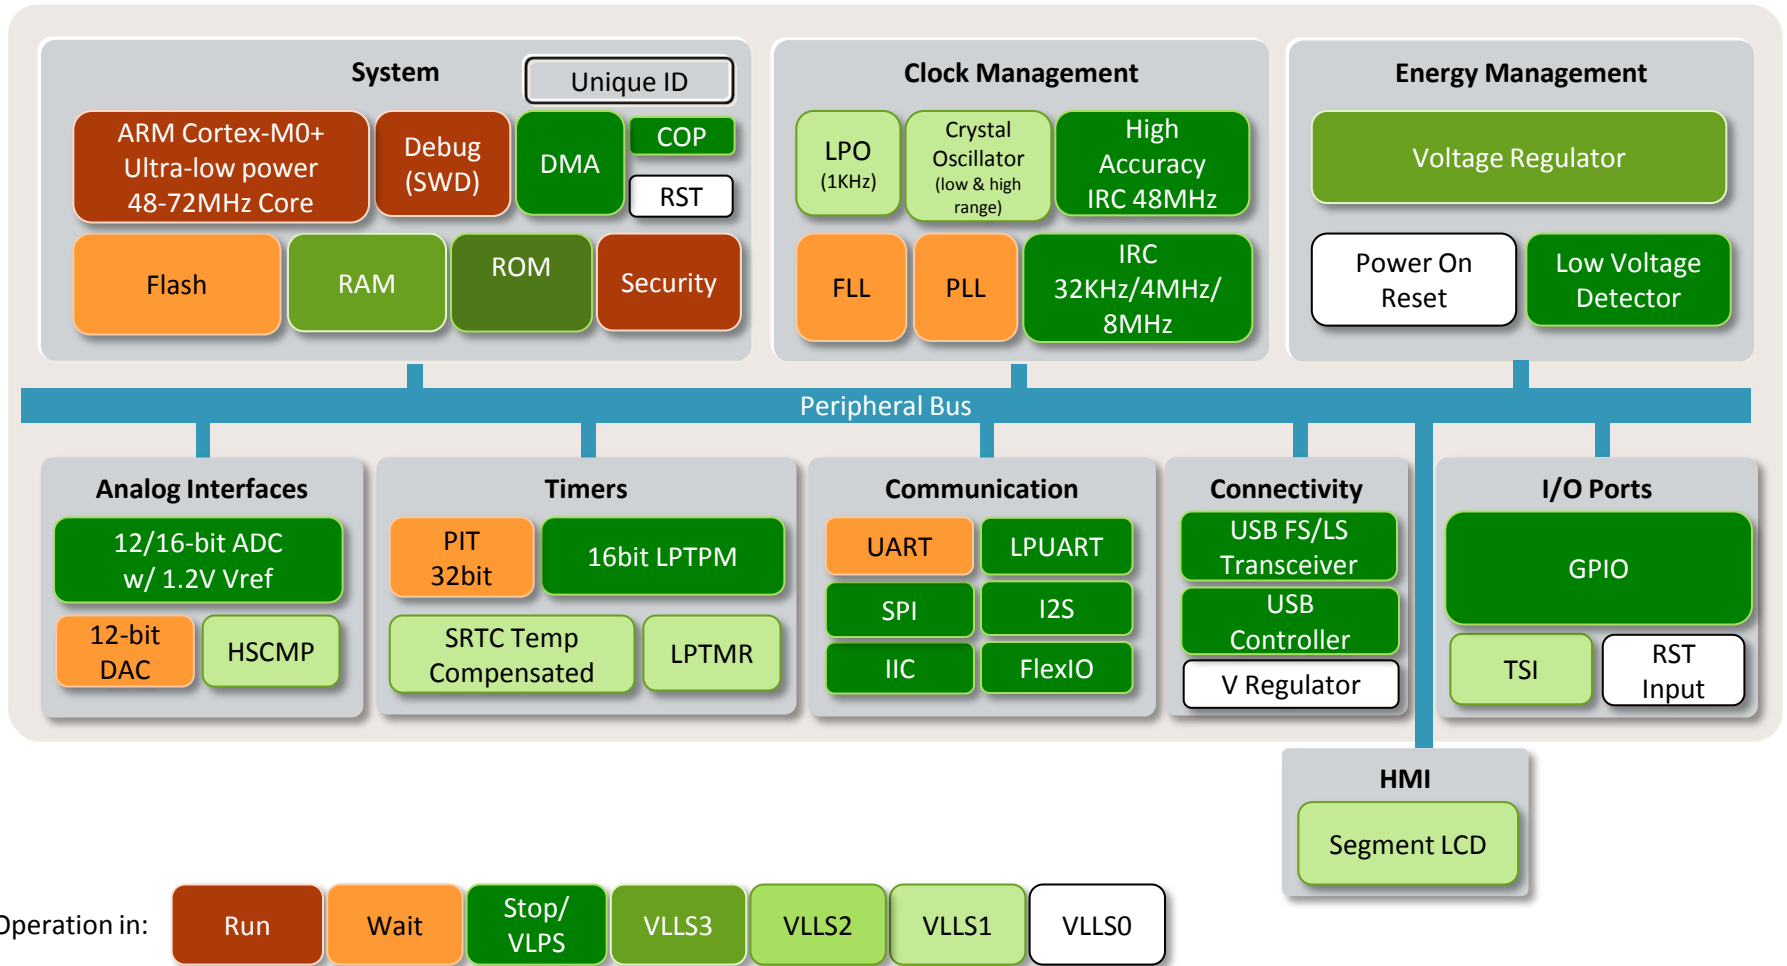 System
Unique ID
ARM Cortex-M0+
Ultra-low power
48-72MHz Core
Debug
(SWD)
DMA
COP
RST
Flash
RAM
ROM
Security
Clock Management
LPO
(1KHz)
Crystal
Oscillator
(low & high
range)
High
Accuracy
IRC 48MHz
FLL
PLL
IRC
32KHz/4MHz/
8MHz
Energy Management
Voltage Regulator
Power On
Reset
Low Voltage
Detector
Peripheral Bus
Analog Interfaces
12/16-bit ADC
w/ 1.2V Vref
12-bit
DAC
HSCMP
Timers
PIT
32bit
16bit LPTPM
SRTC Temp
Compensated
LPTMR
Communication
UART
LPUART
SPI
I2S
IIC
FlexIO
Connectivity
USB FS/LS
Transceiver
USB
Controller
V Regulator
I/O Ports
GPIO
TSI
RST
Input
HMI
Segment LCD
Operation in:
Run
Wait
Stop/
VLPS
VLLS3
VLLS2
VLLS1
VLLS0